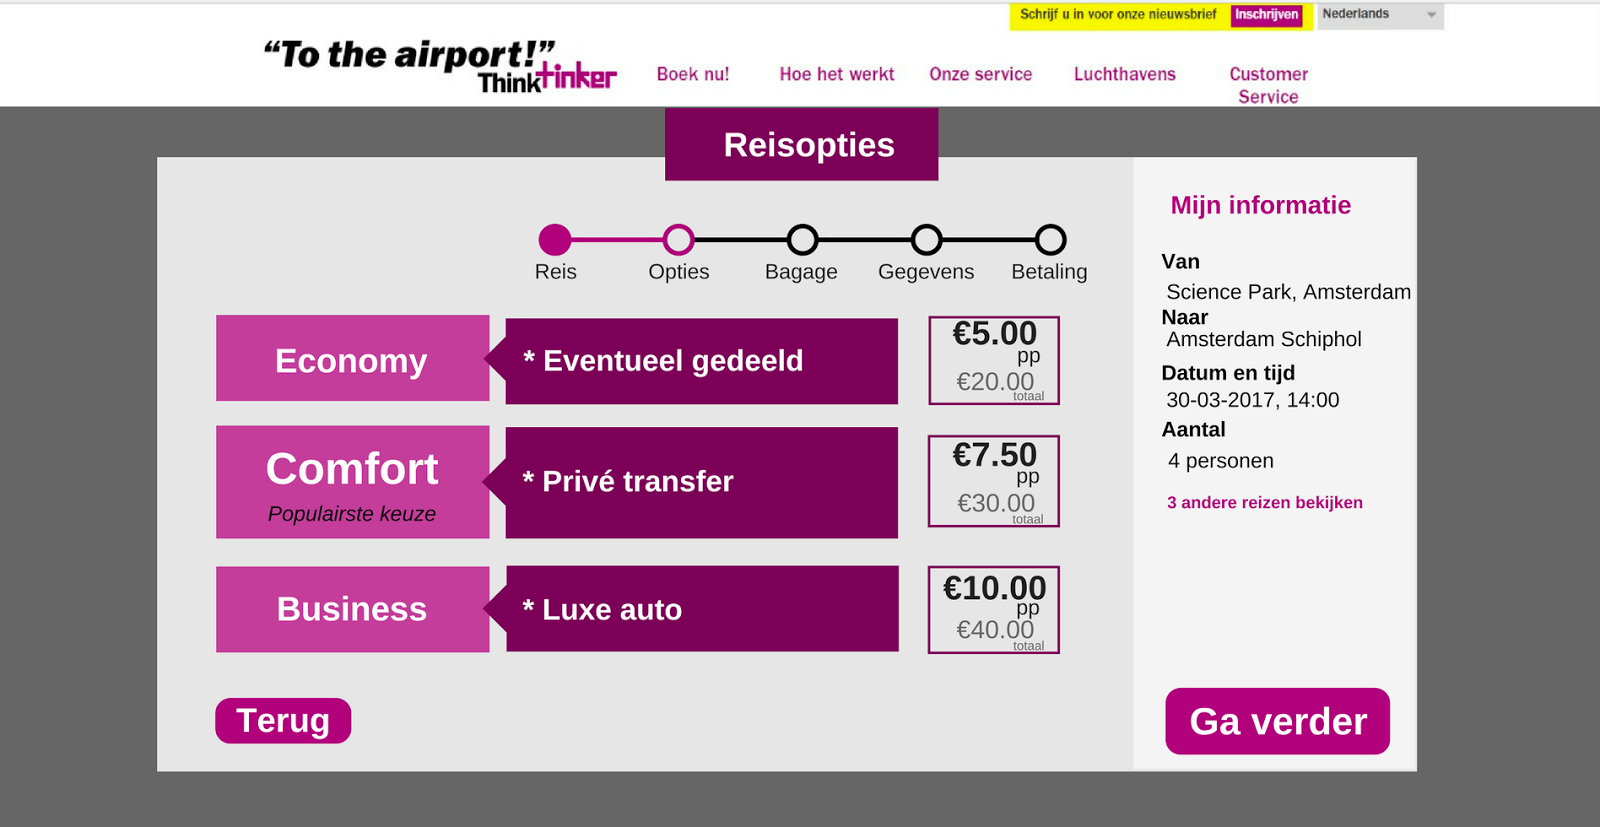 Schrijf u in voor onze nieuwsbrief
Inschrijven
Nederlands
“To the airport!”
Thinktinker
Boek nu!
Hoe het werkt
Onze service
Luchthavens
Customer
Service
Reisopties
Reis
Opties
Bagage
Gegevens
Betaling
Economy
* Eventueel gedeeld
€5.00
pp
€20.00
totaal
Comfort
Populairste keuze
* Privé transfer
€7.50
pp
€30.00
totaal
Business
* Luxe auto
€10.00
pp
€40.00
totaal
Terug
Mijn informatie
Van
Science Park, Amsterdam
Naar
Amsterdam Schiphol
Datum en tijd
30-03-2017, 14:00
Aantal
4 personen
3 andere reizen bekijken
Ga verder